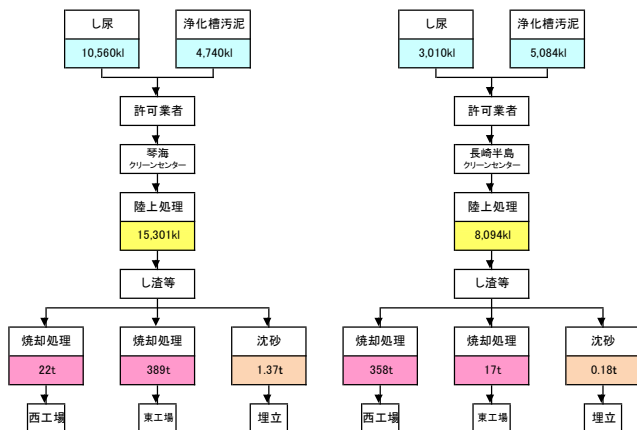 し尿
10,560kl
浄化槽汚泥
4,740kl
許可業者
琴海
クリーンセンター
陸上処理
15,301kl
し渣等
焼却処理
22t
西工場
焼却処理
389t
東工場
沈砂
1.37t
埋立
し尿
3,010kl
浄化槽汚泥
5,084kl
許可業者
長崎半島
クリーンセンター
陸上処理
8,094kl
し渣等
焼却処理
358t
西工場
焼却処理
17t
東工場
沈砂
0.18t
埋立